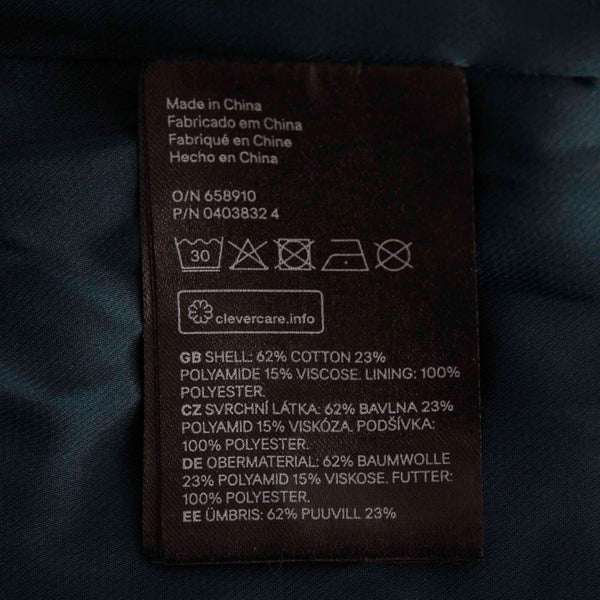 Made in China
Fabricado em China
Fabriqué en Chine
Hecho en China
O/N 658910
P/N 0403832 4
30
clevercare.info
GB SHELL: 62% COTTON 23%
POLYAMIDE 15% VISCOSE. LINING: 100%
POLYESTER.
CZ SVRCHNÍ LÁTKA: 62% BAVLNA 23%
POLYAMID 15% VISKÓZA. PODŠÍVKA:
100% POLYESTER.
DE OBERMATERIAL: 62% BAUMWOLLE
23% POLYAMID 15% VISKOSE. FUTTER:
100% POLYESTER.
EE ÜMBRIS: 62% PUUVILL 23%